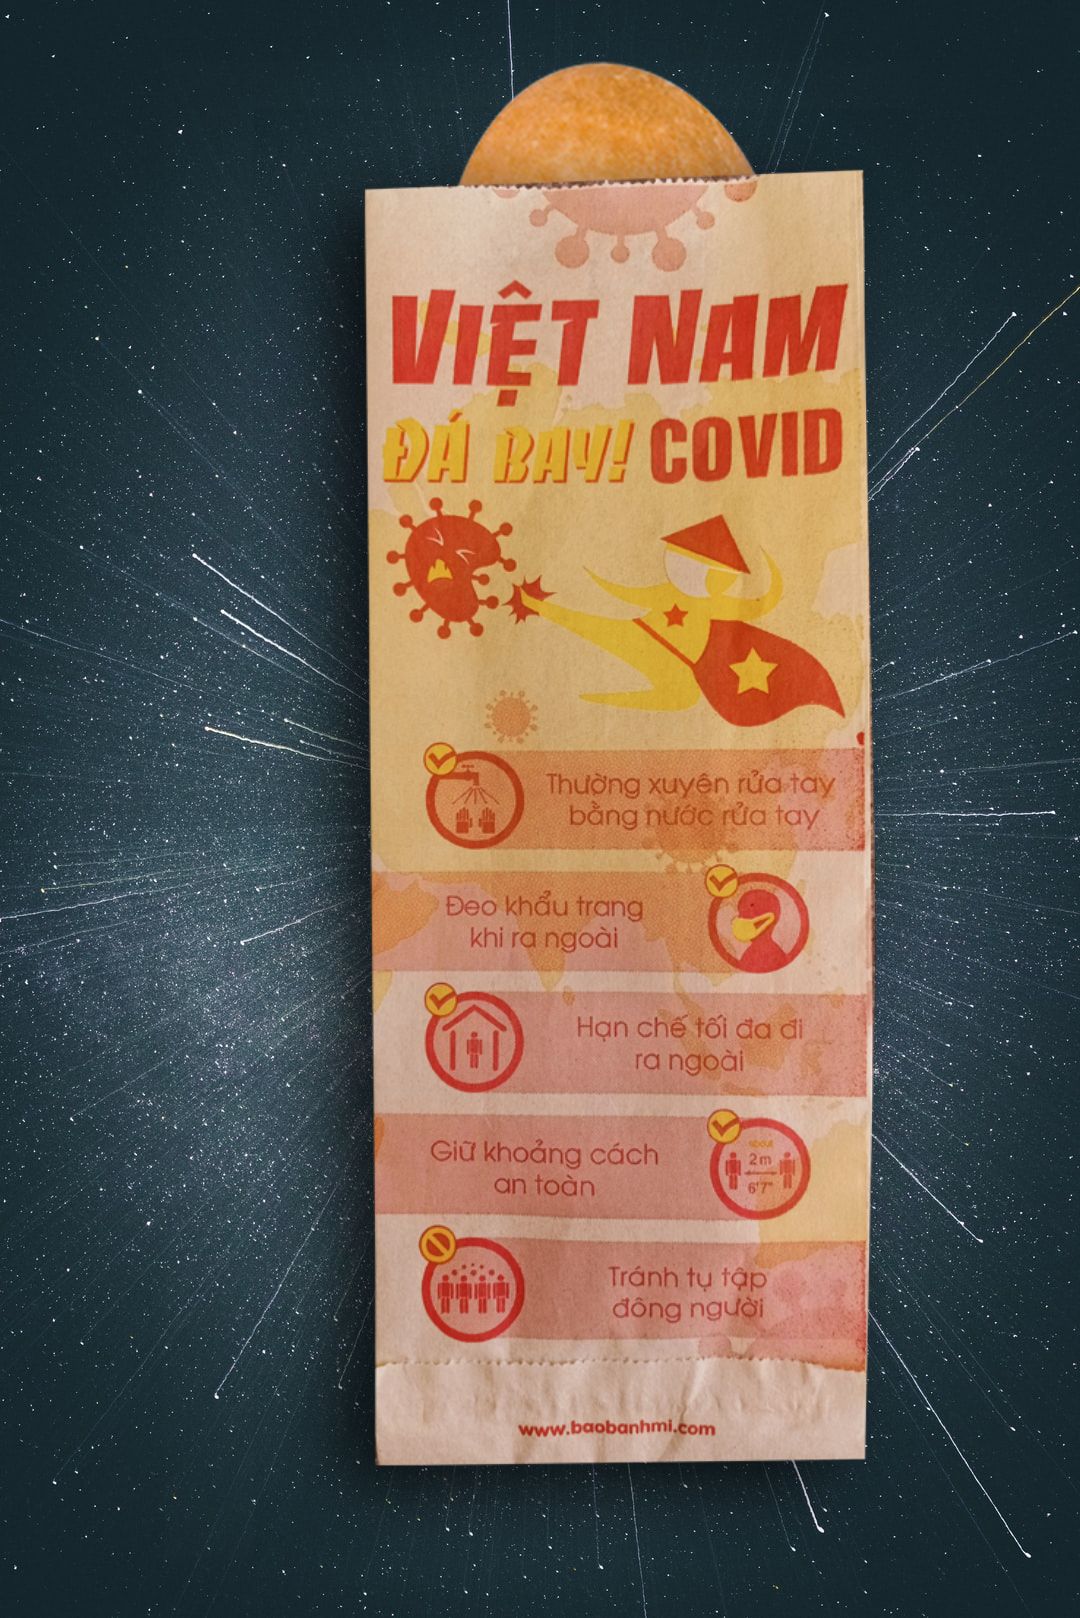 VIỆT NAM
ĐÁ BAY! COVID
Thường xuyên rửa tay
bằng nước rửa tay
Đeo khẩu trang
khi ra ngoài
Hạn chế tối đa đi
ra ngoài
Giữ khoảng cách
an toàn
about
2m
6'7"
Tránh tụ tập
đông người
www.baobanhmi.com